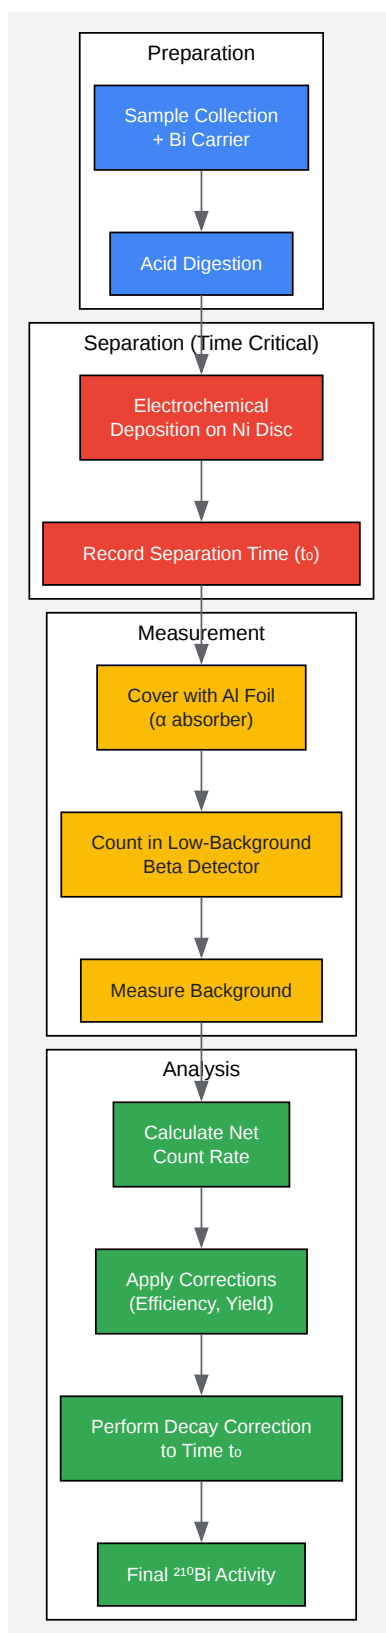 Preparation
Sample Collection
+ Bi Carrier
Acid Digestion
Separation (Time Critical)
Electrochemical
Deposition on Ni Disc
Record Separation Time (t₀)
Measurement
Cover with Al Foil
(α absorber)
Count in Low-Background
Beta Detector
Measure Background
Analysis
Calculate Net
Count Rate
Apply Corrections
(Efficiency, Yield)
Perform Decay Correction
to Time t₀
Final ²¹⁰Bi Activity